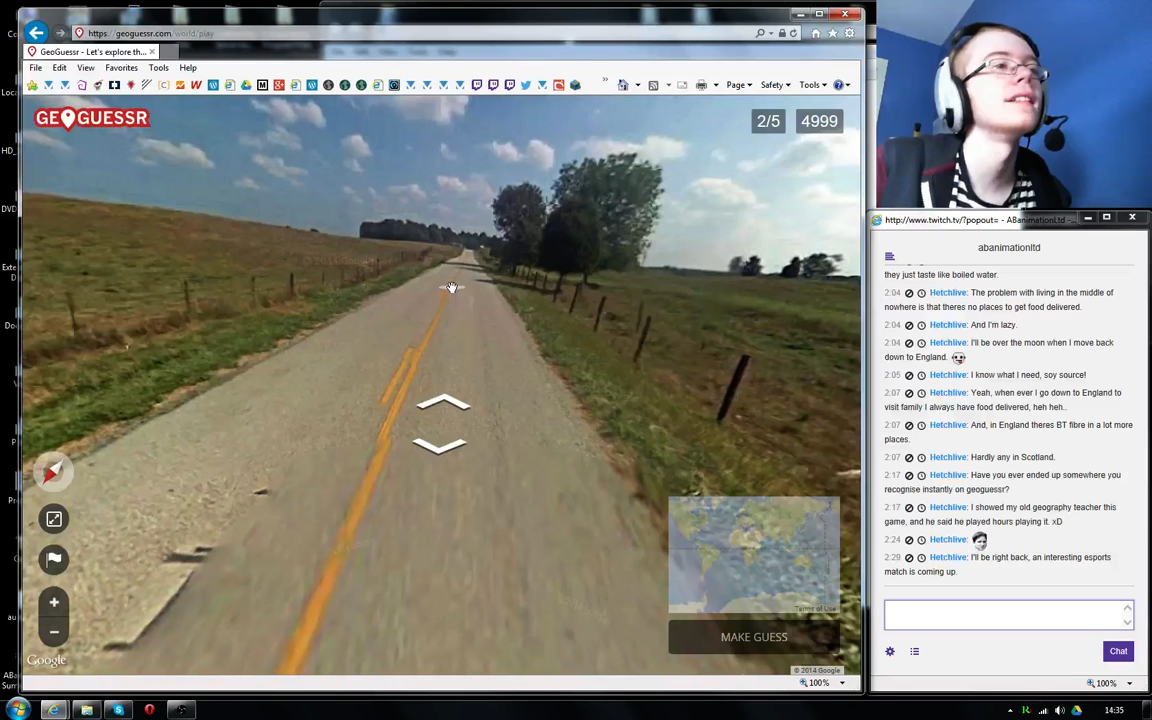 https://geoguessr.com/world/play
GeoGuessr - Let's explore th...
File Edit View Favorites Tools Help
Page Safety Tools
GEOGUESSR
2/5 4999
Terms of Use
MAKE GUESS
Google
© 2014 Google
100%
http://www.twitch.tv/?popout= - ABanimationLtd -...
abanimationltd
they just taste like boiled water.
2:04 Hetchlive: The problem with living in the middle of
nowhere is that theres no places to get food delivered.
2:04 Hetchlive: And I'm lazy.
2:04 Hetchlive: I'll be over the moon when I move back
down to England.
2:05 Hetchlive: I know what I need, soy source!
2:07 Hetchlive: Yeah, when ever I go down to England to
visit family I always have food delivered, heh heh..
2:07 Hetchlive: And, in England theres BT fibre in a lot more
places.
2:07 Hetchlive: Hardly any in Scotland.
2:17 Hetchlive: Have you ever ended up somewhere you
recognise instantly on geoguessr?
2:17 Hetchlive: I showed my old geography teacher this
game, and he said he played hours playing it. xD
2:24 Hetchlive:
2:29 Hetchlive: I'll be right back, an interesting esports
match is coming up.
Chat
100%
14:35